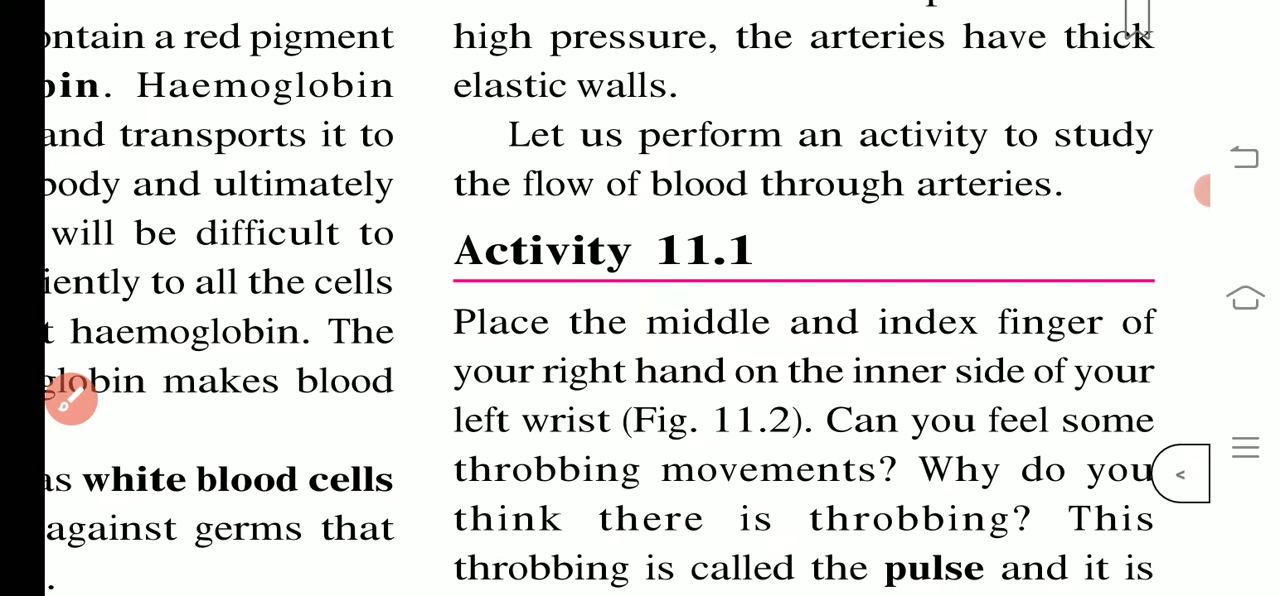 ontain a red pigment
bin. Haemoglobin
and transports it to
body and ultimately
will be difficult to
iently to all the cells
t haemoglobin. The
globin makes blood
as white blood cells
against germs that
.
high pressure, the arteries have thick
elastic walls.
Let us perform an activity to study
the flow of blood through arteries.
Activity 11.1
Place the middle and index finger of
your right hand on the inner side of your
left wrist (Fig. 11.2). Can you feel some
throbbing movements? Why do you
think there is throbbing? This
throbbing is called the pulse and it is